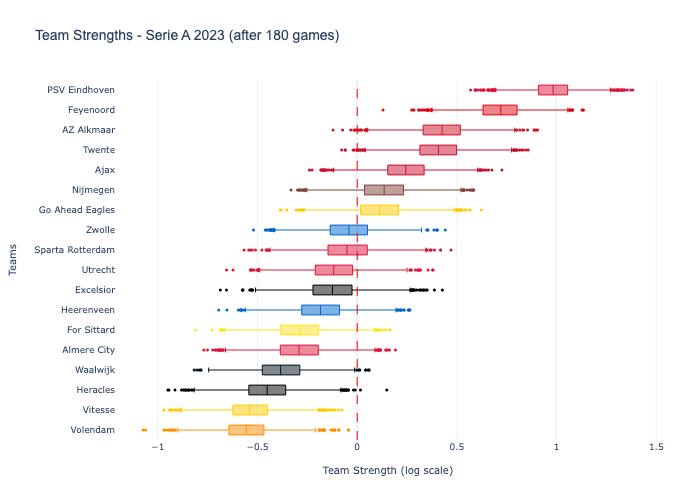 Team Strengths - Serie A 2023 (after 180 games)
PSV Eindhoven
Feyenoord
AZ Alkmaar
Twente
Ajax
Nijmegen
Go Ahead Eagles
Zwolle
Sparta Rotterdam
Utrecht
Excelsior
Heerenveen
For Sittard
Almere City
Waalwijk
Heracles
Vitesse
Volendam
Teams
−1 −0.5 0 0.5 1 1.5
Team Strength (log scale)